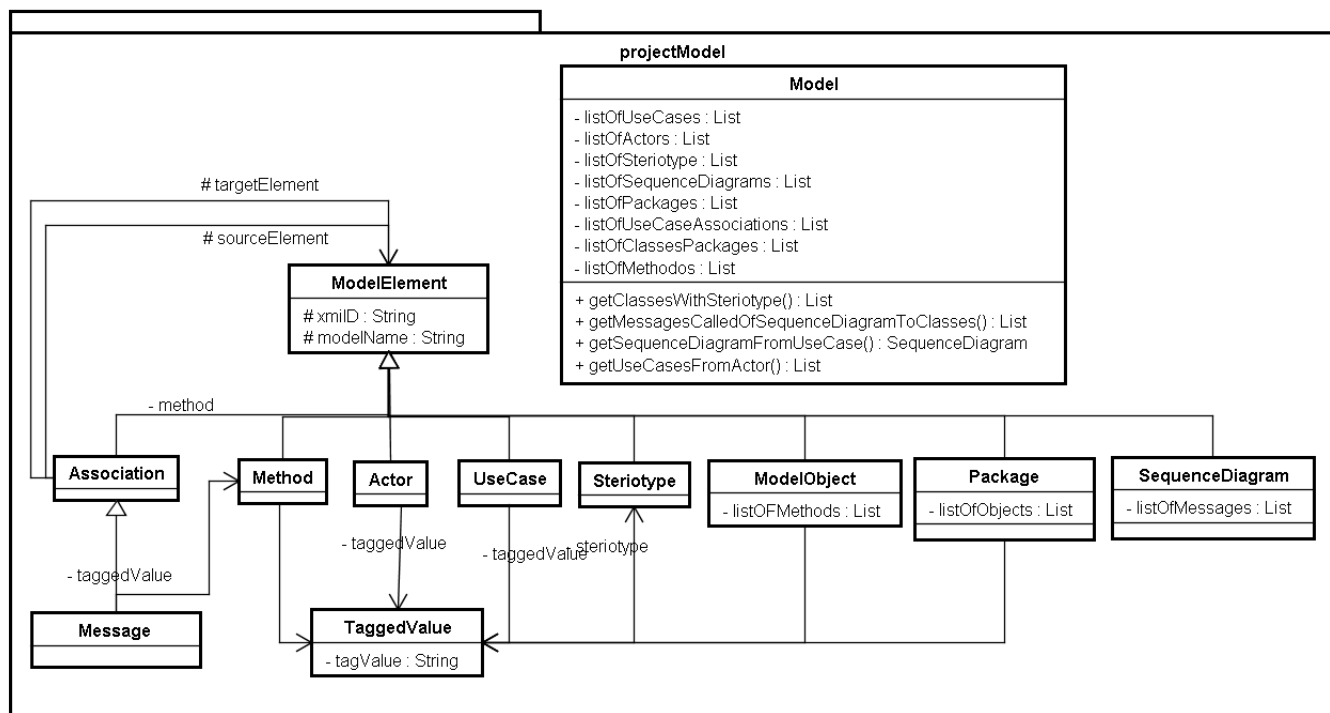 projectModel
Model
- listOfUseCases : List
- listOfActors : List
- listOfSteriotype : List
- listOfSequenceDiagrams : List
- listOfPackages : List
- listOfUseCaseAssociations : List
- listOfClassesPackages : List
- listOfMethodos : List
+ getClassesWithSteriotype() : List
+ getMessagesCalledOfSequenceDiagramToClasses() : List
+ getSequenceDiagramFromUseCase() : SequenceDiagram
+ getUseCasesFromActor() : List
# targetElement
# sourceElement
ModelElement
# xmiID : String
# modelName : String
- method
Association
Method
Actor
UseCase
Steriotype
ModelObject
- listOFMethods : List
Package
- listOfObjects : List
SequenceDiagram
- listOfMessages : List
- taggedValue
- taggedValue
- steriotype
- taggedValue
Message
TaggedValue
- tagValue : String